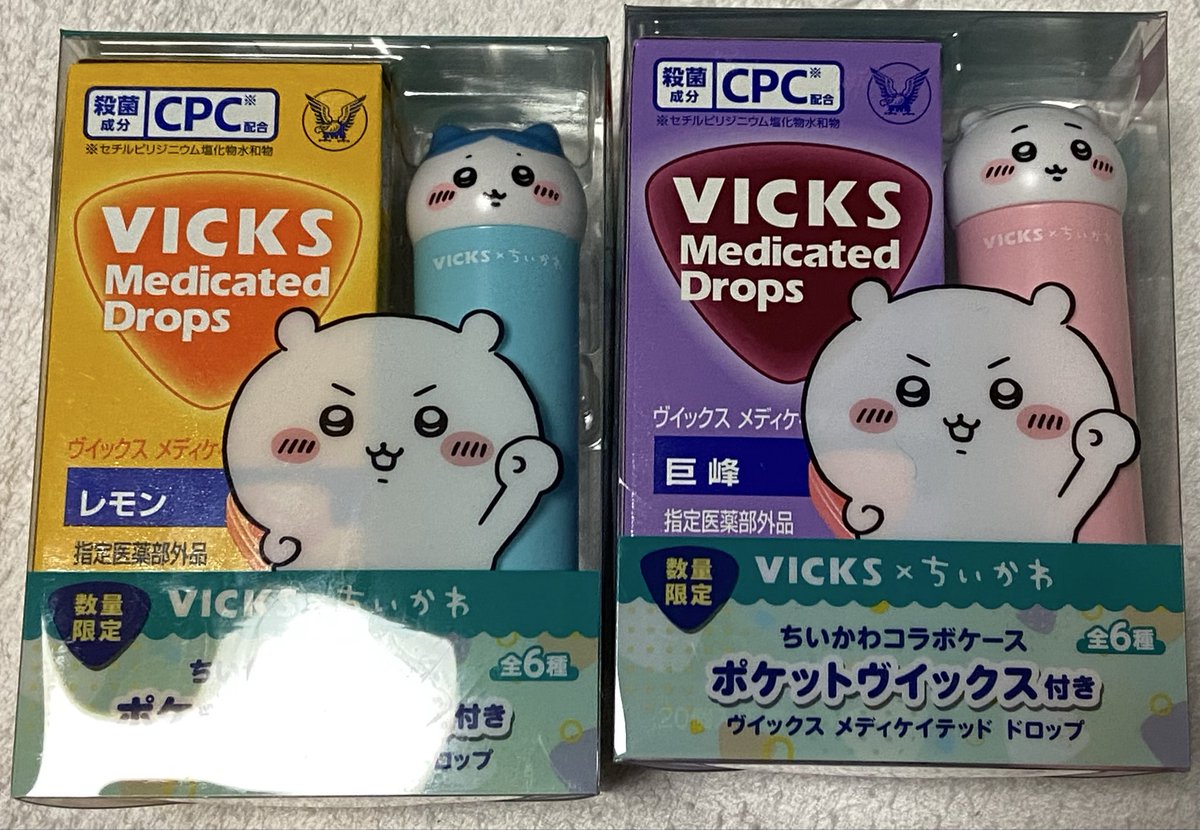 殺菌
成分
CPC※
配合
※セチルピリジニウム塩化物水和物
VICKS
Medicated
Drops
ヴイックス メディケ
レモン
指定医薬部外品
VICKS×ちいかわ
数量
限定
VICKS×ちいかわ
全6種
ポケ
付き
ロップ
殺菌
成分
CPC※
配合
※セチルピリジニウム塩化物水和物
VICKS
Medicated
Drops
ヴイックス メディケ
巨峰
指定医薬部外品
VICKS×ちいかわ
数量
限定
VICKS×ちいかわ
ちいかわコラボケース
全6種
ポケットヴイックス付き
ヴイックス メディケイテッド ドロップ